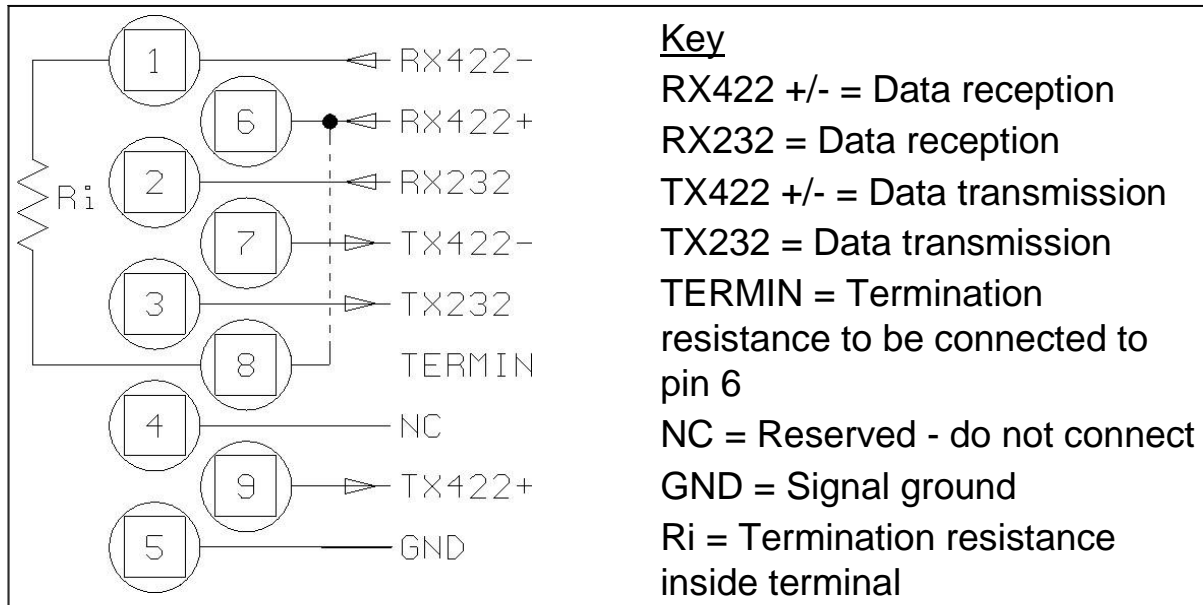 1 RX422-
6 RX422+
Ri
2 RX232
7 TX422-
3 TX232
8 TERMIN
4 NC
9 TX422+
5 GND
Key
RX422 +/- = Data reception
RX232 = Data reception
TX422 +/- = Data transmission
TX232 = Data transmission
TERMIN = Termination
resistance to be connected to
pin 6
NC = Reserved - do not connect
GND = Signal ground
Ri = Termination resistance
inside terminal